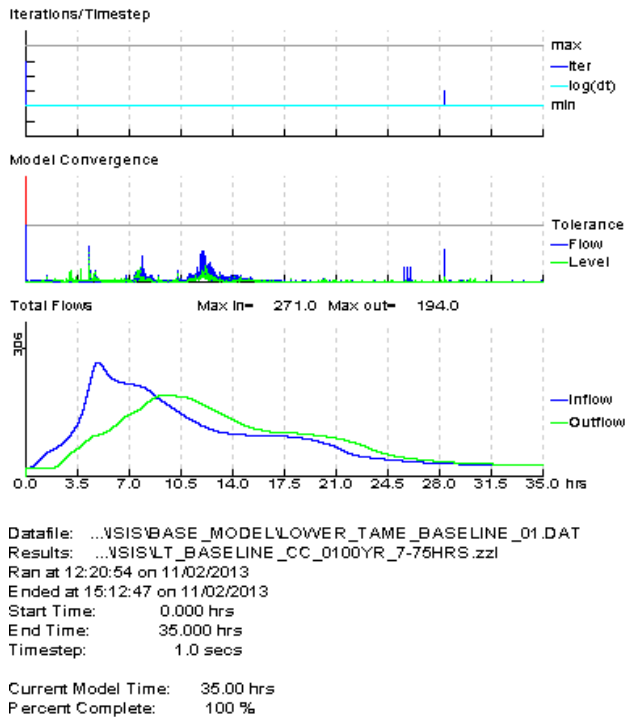 Iterations/Timestep
max
Iter
log(dt)
min
Model Convergence
Tolerance
Flow
Level
Total Flows Max in= 271.0 Max out= 194.0
306
Inflow
Outflow
0.0 3.5 7.0 10.5 14.0 17.5 21.0 24.5 28.0 31.5 35.0 hrs
Datafile: ...\ISIS\BASE_MODEL\LOWER_TAME_BASELINE_01.DAT
Results: ...\ISIS\LT_BASELINE_CC_0100YR_7-75HRS.zzl
Ran at 12:20:54 on 11/02/2013
Ended at 15:12:47 on 11/02/2013
Start Time: 0.000 hrs
End Time: 35.000 hrs
Timestep: 1.0 secs
Current Model Time: 35.00 hrs
Percent Complete: 100 %